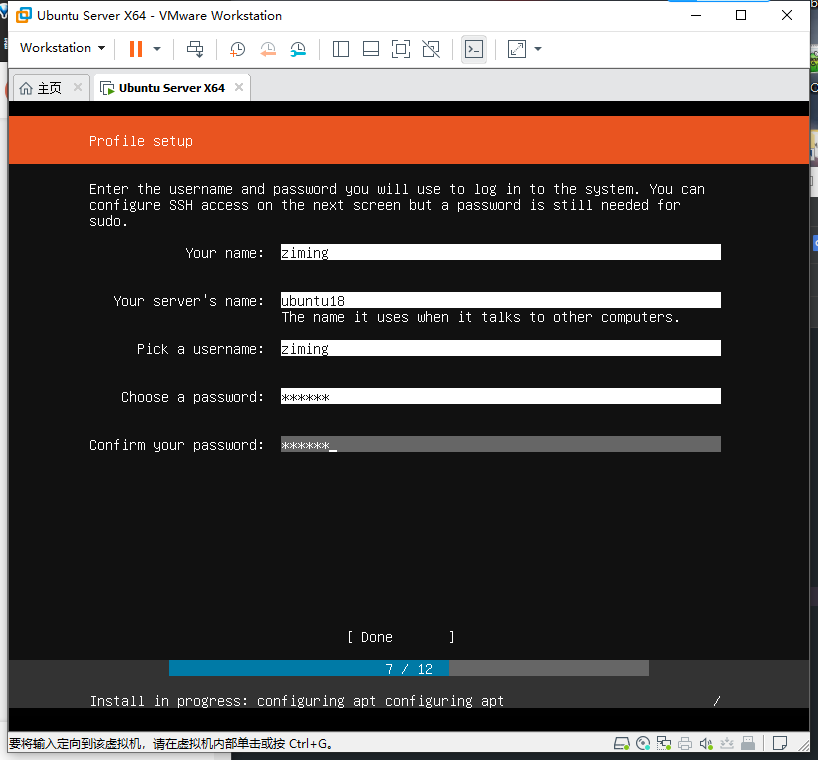 Ubuntu Server X64 - VMware Workstation
Workstation
主页
Ubuntu Server X64
Profile setup
Enter the username and password you will use to log in to the system. You can
configure SSH access on the next screen but a password is still needed for
sudo.
Your name: ziming
Your server's name: ubuntu18
The name it uses when it talks to other computers.
Pick a username: ziming
Choose a password: ******
Confirm your password: ******_
[ Done ]
7 / 12
Install in progress: configuring apt configuring apt /
要将输入定向到该虚拟机，请在虚拟机内部单击或按 Ctrl+G。